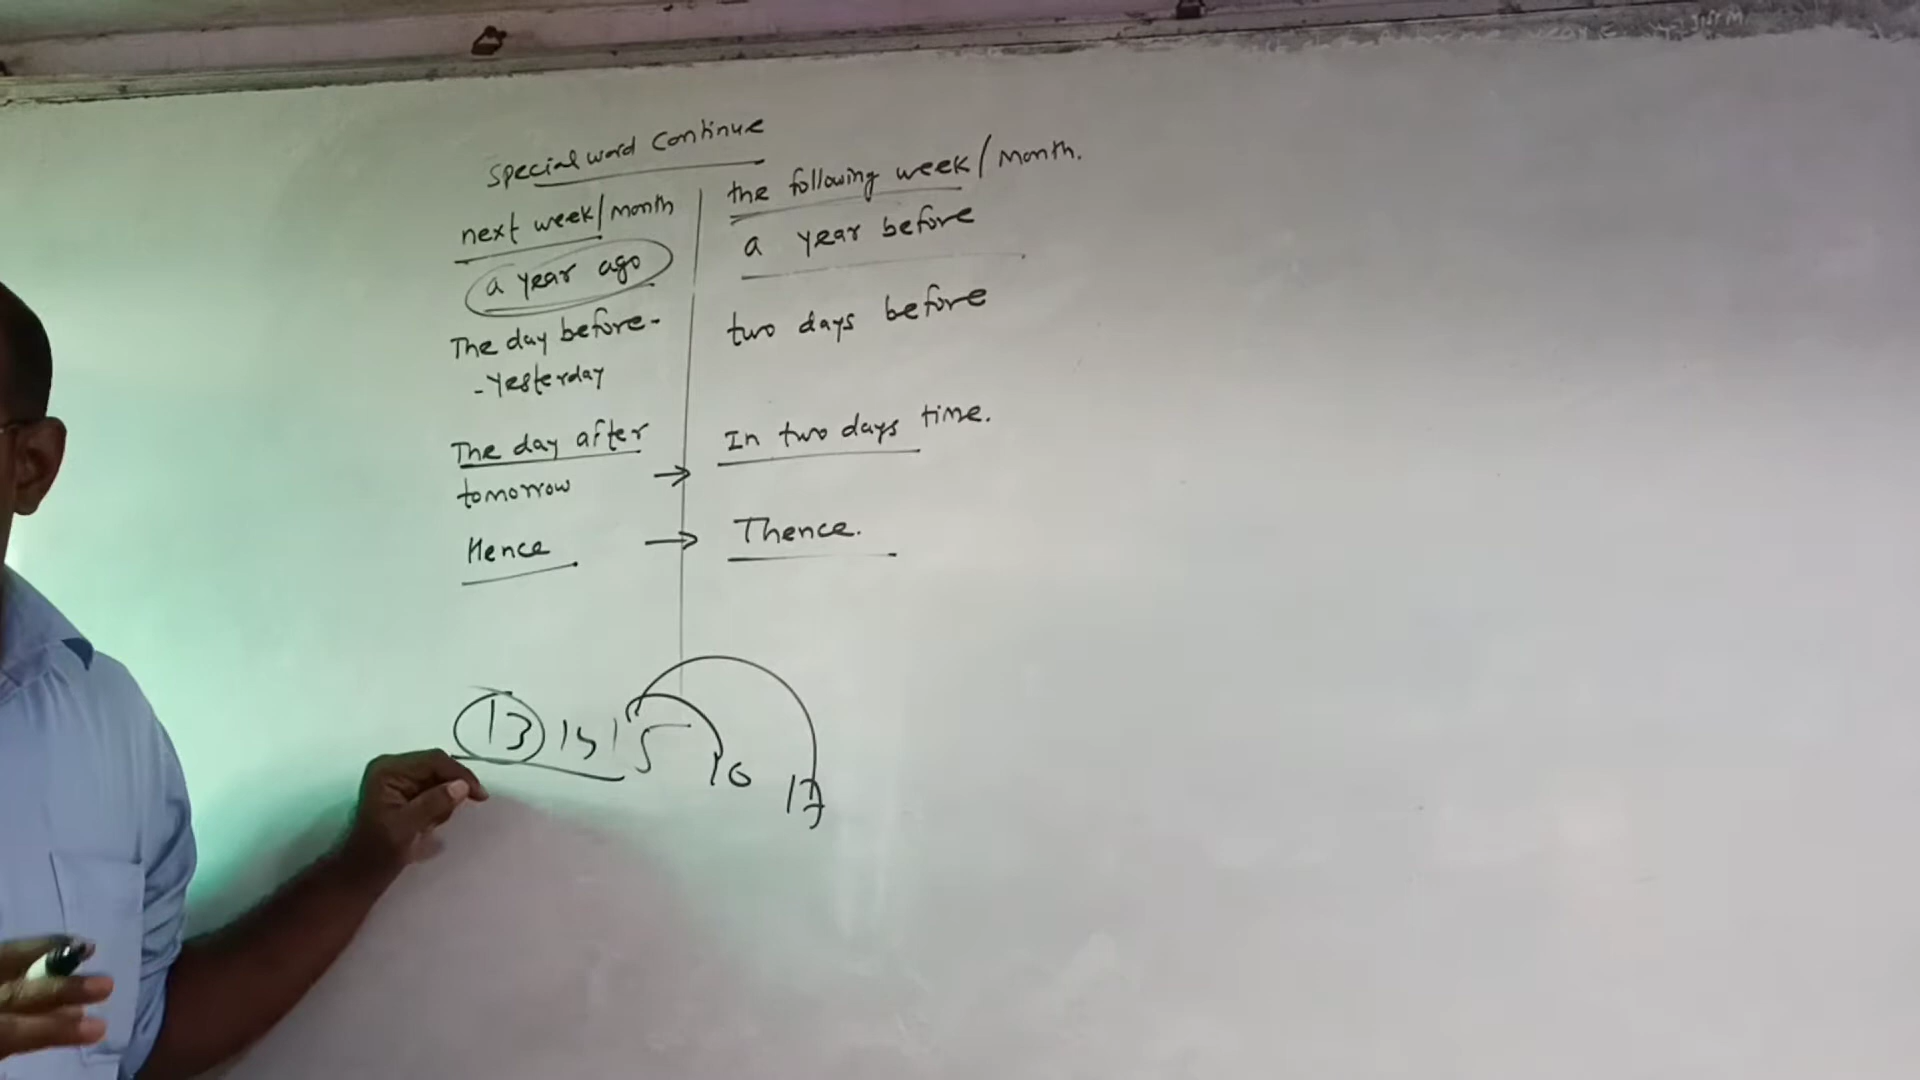 Special word Continue
next week/month the following week/month.
a year ago a year before
The day before- two days before
-Yesterday
The day after In two days time.
tomorrow →
Hence → Thence.
13 15
16
17